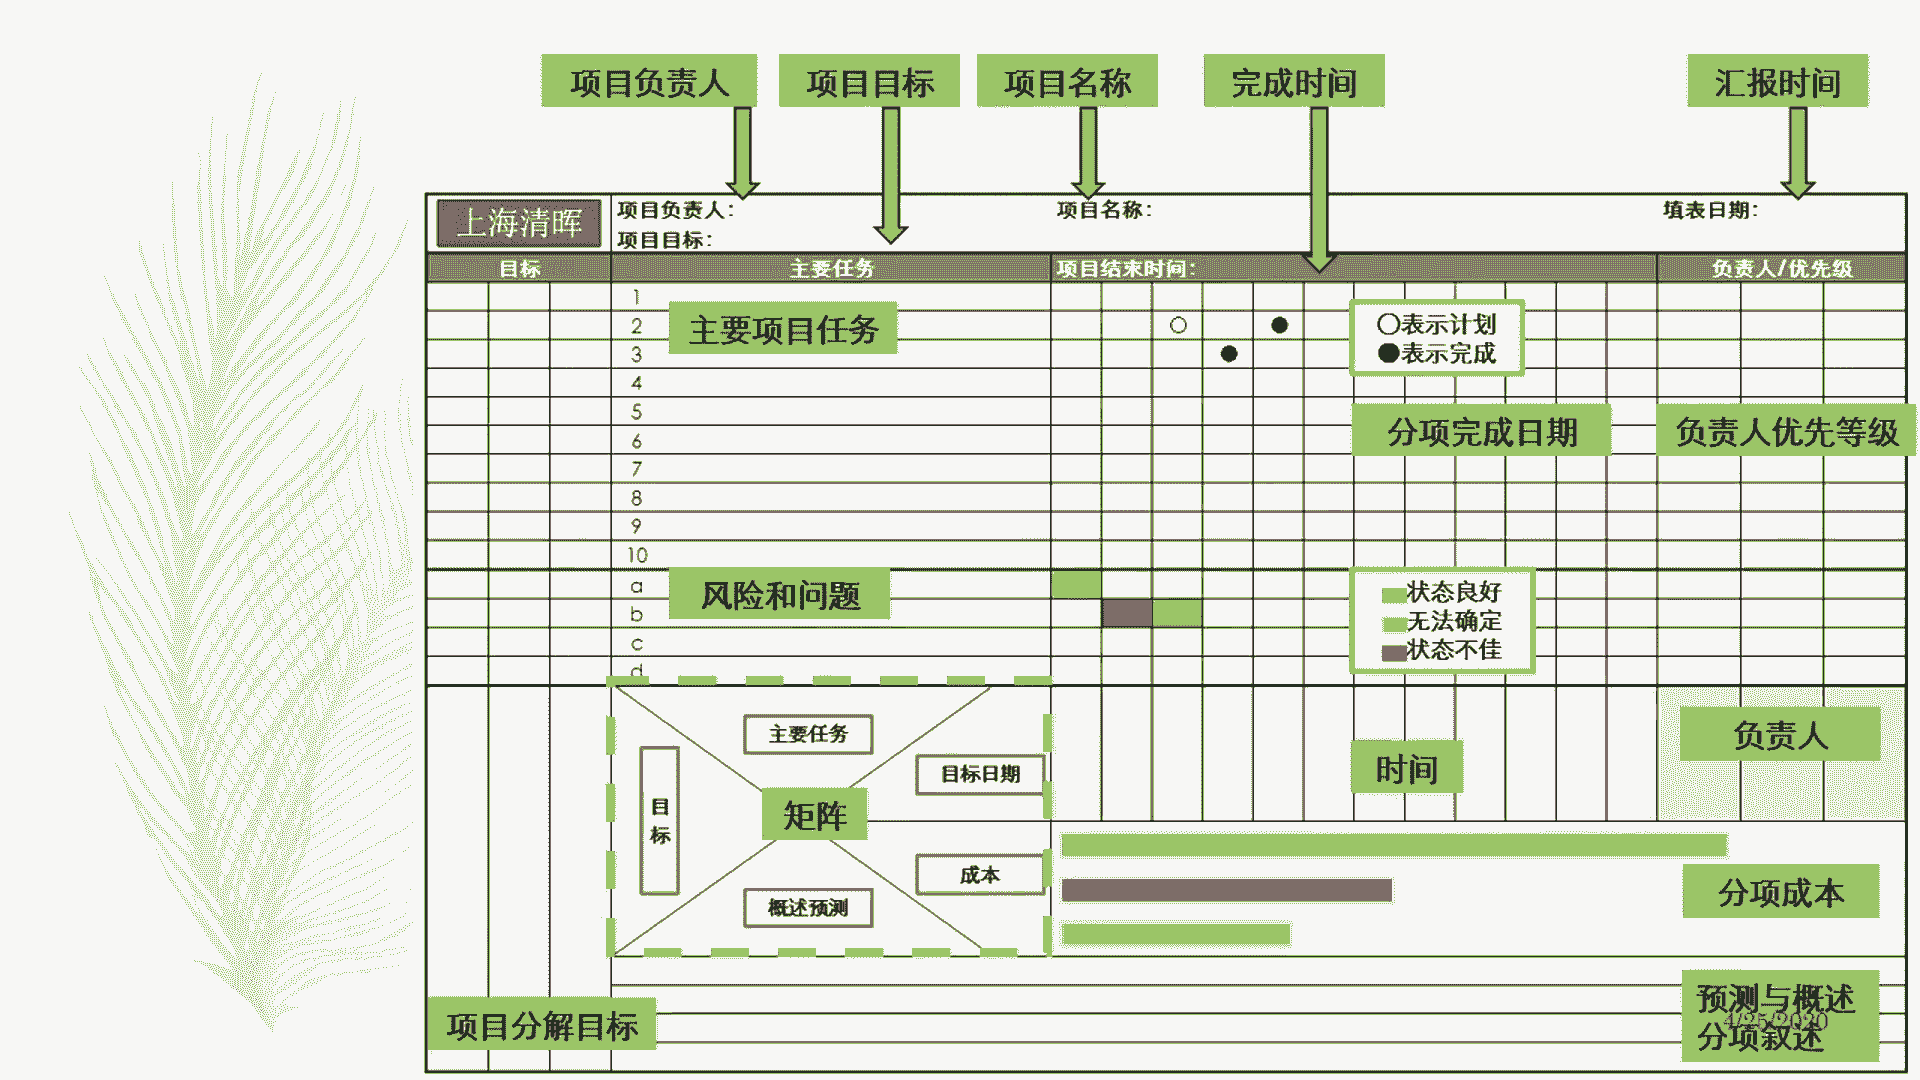 项目负责人
项目目标
项目名称
完成时间
汇报时间
上海清晖
项目负责人：
项目名称：
填表日期：
项目目标：
目标
主要任务
项目结束时间：
负责人/优先级
1
2
3
4
5
6
7
8
9
10
a
b
c
d
主要项目任务
○表示计划
●表示完成
分项完成日期
负责人优先等级
风险和问题
状态良好
无法确定
状态不佳
主要任务
目标日期
目标
矩阵
成本
概述预测
时间
负责人
分项成本
项目分解目标
预测与概述
分项叙述
4/25/2020